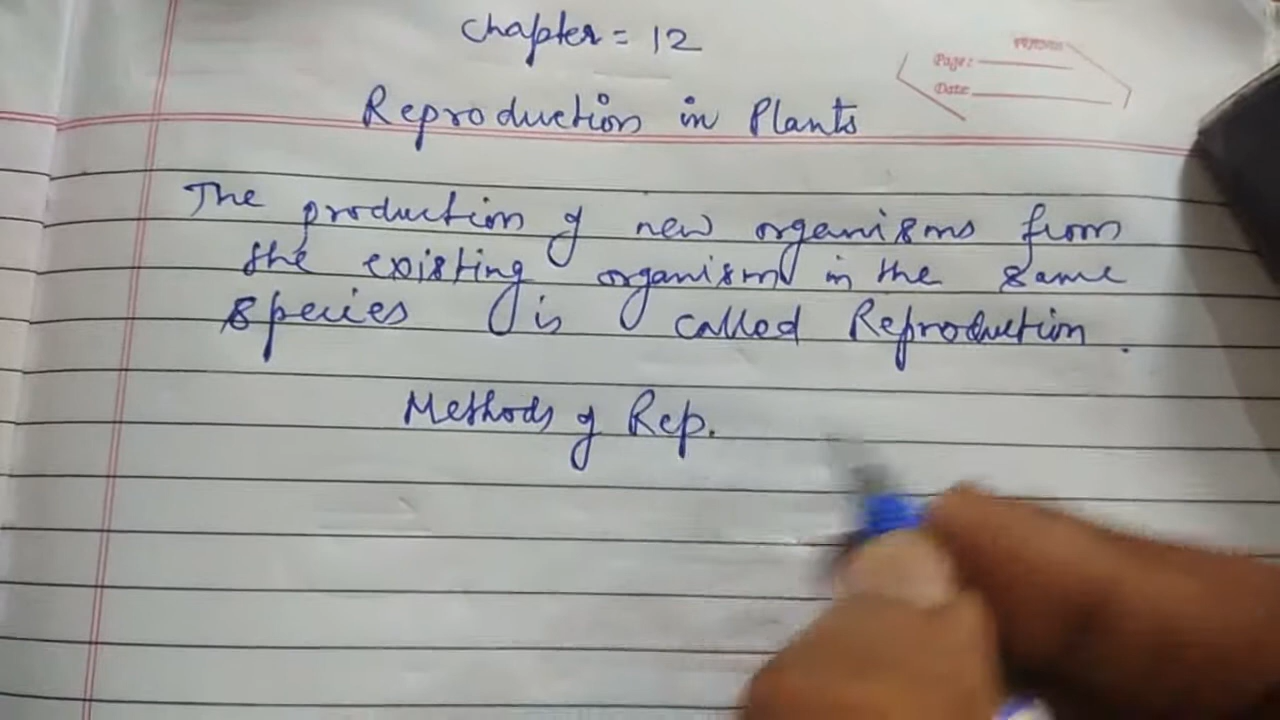 Chapter = 12
Page:
Date
Reproduction in Plants
The production of new organisms from
the existing organism in the same
species is called Reproduction.
Methods of Rep.